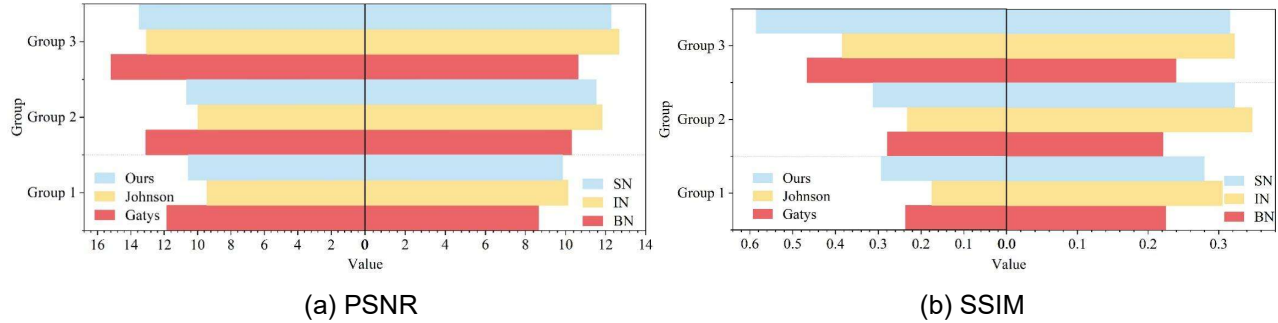 Group
Group 3
Group 2
Group 1
Ours
Johnson
Gatys
SN
IN
BN
16 14 12 10 8 6 4 2 0 0 2 4 6 8 10 12 14
Value
(a) PSNR
Group
Group 3
Group 2
Group 1
Ours
Johnson
Gatys
SN
IN
BN
0.6 0.5 0.4 0.3 0.2 0.1 0.0 0.1 0.2 0.3
Value
(b) SSIM